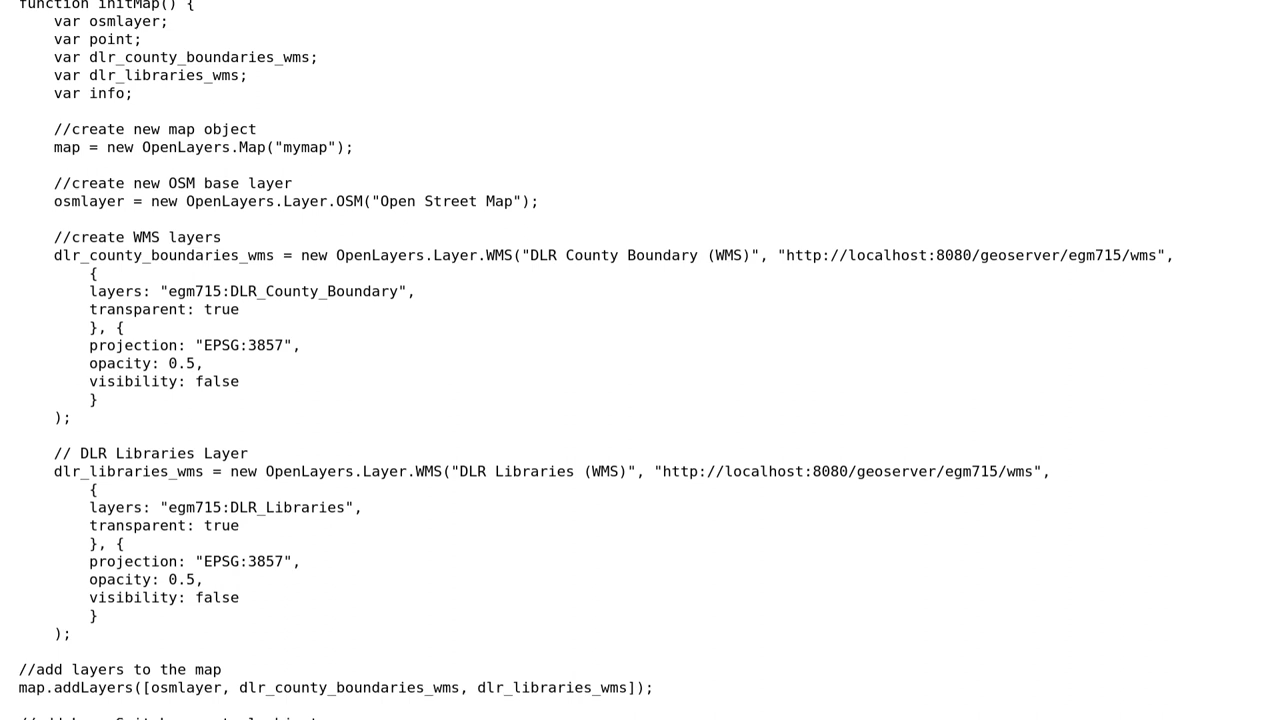 function initMap() {
    var osmlayer;
    var point;
    var dlr_county_boundaries_wms;
    var dlr_libraries_wms;
    var info;

    //create new map object
    map = new OpenLayers.Map("mymap");

    //create new OSM base layer
    osmlayer = new OpenLayers.Layer.OSM("Open Street Map");

    //create WMS layers
    dlr_county_boundaries_wms = new OpenLayers.Layer.WMS("DLR County Boundary (WMS)", "http://localhost:8080/geoserver/egm715/wms",
        {
        layers: "egm715:DLR_County_Boundary",
        transparent: true
        }, {
        projection: "EPSG:3857",
        opacity: 0.5,
        visibility: false
        }
    );

    // DLR Libraries Layer
    dlr_libraries_wms = new OpenLayers.Layer.WMS("DLR Libraries (WMS)", "http://localhost:8080/geoserver/egm715/wms",
        {
        layers: "egm715:DLR_Libraries",
        transparent: true
        }, {
        projection: "EPSG:3857",
        opacity: 0.5,
        visibility: false
        }
    );

//add layers to the map
map.addLayers([osmlayer, dlr_county_boundaries_wms, dlr_libraries_wms]);